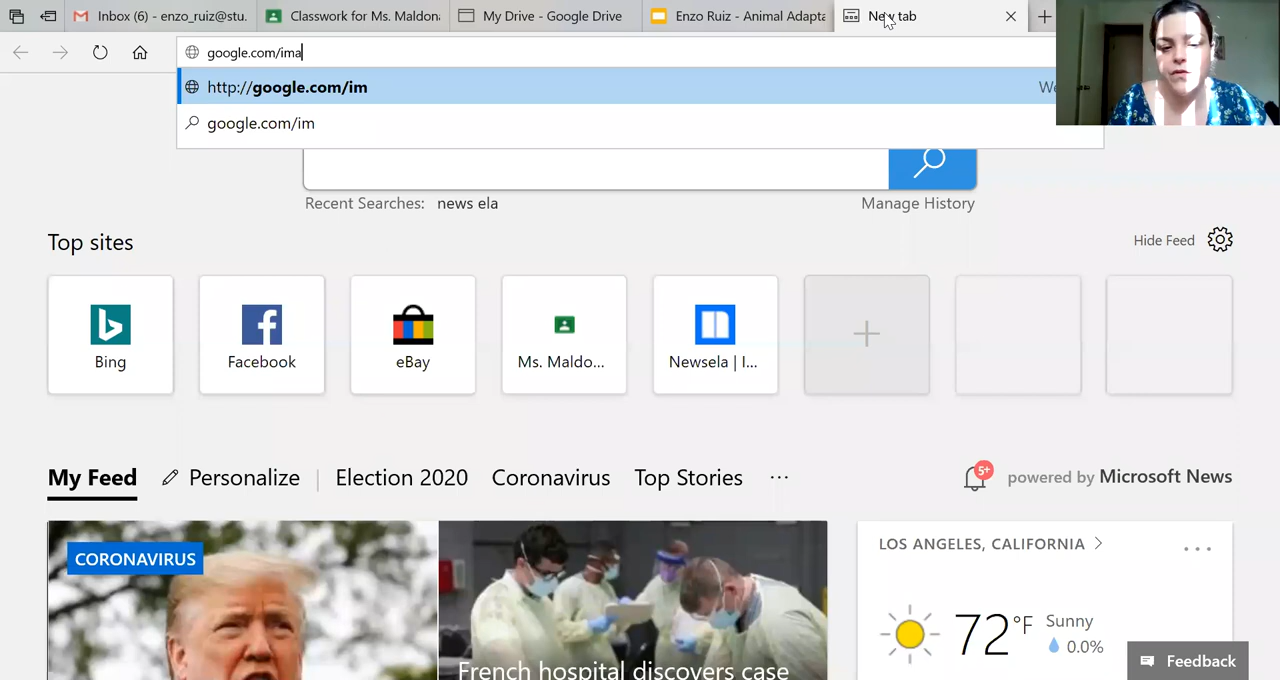 Inbox (6) - enzo_ruiz@stu.
Classwork for Ms. Maldona
My Drive - Google Drive
Enzo Ruiz - Animal Adapta
New tab
google.com/ima
http://google.com/im
google.com/im
Recent Searches: news ela
Manage History
Top sites
Hide Feed
Bing
Facebook
eBay
Ms. Maldo...
Newsela | I...
My Feed
Personalize
Election 2020
Coronavirus
Top Stories
...
5+
powered by Microsoft News
CORONAVIRUS
French hospital discovers case
LOS ANGELES, CALIFORNIA
72°F
Sunny
0.0%
Feedback